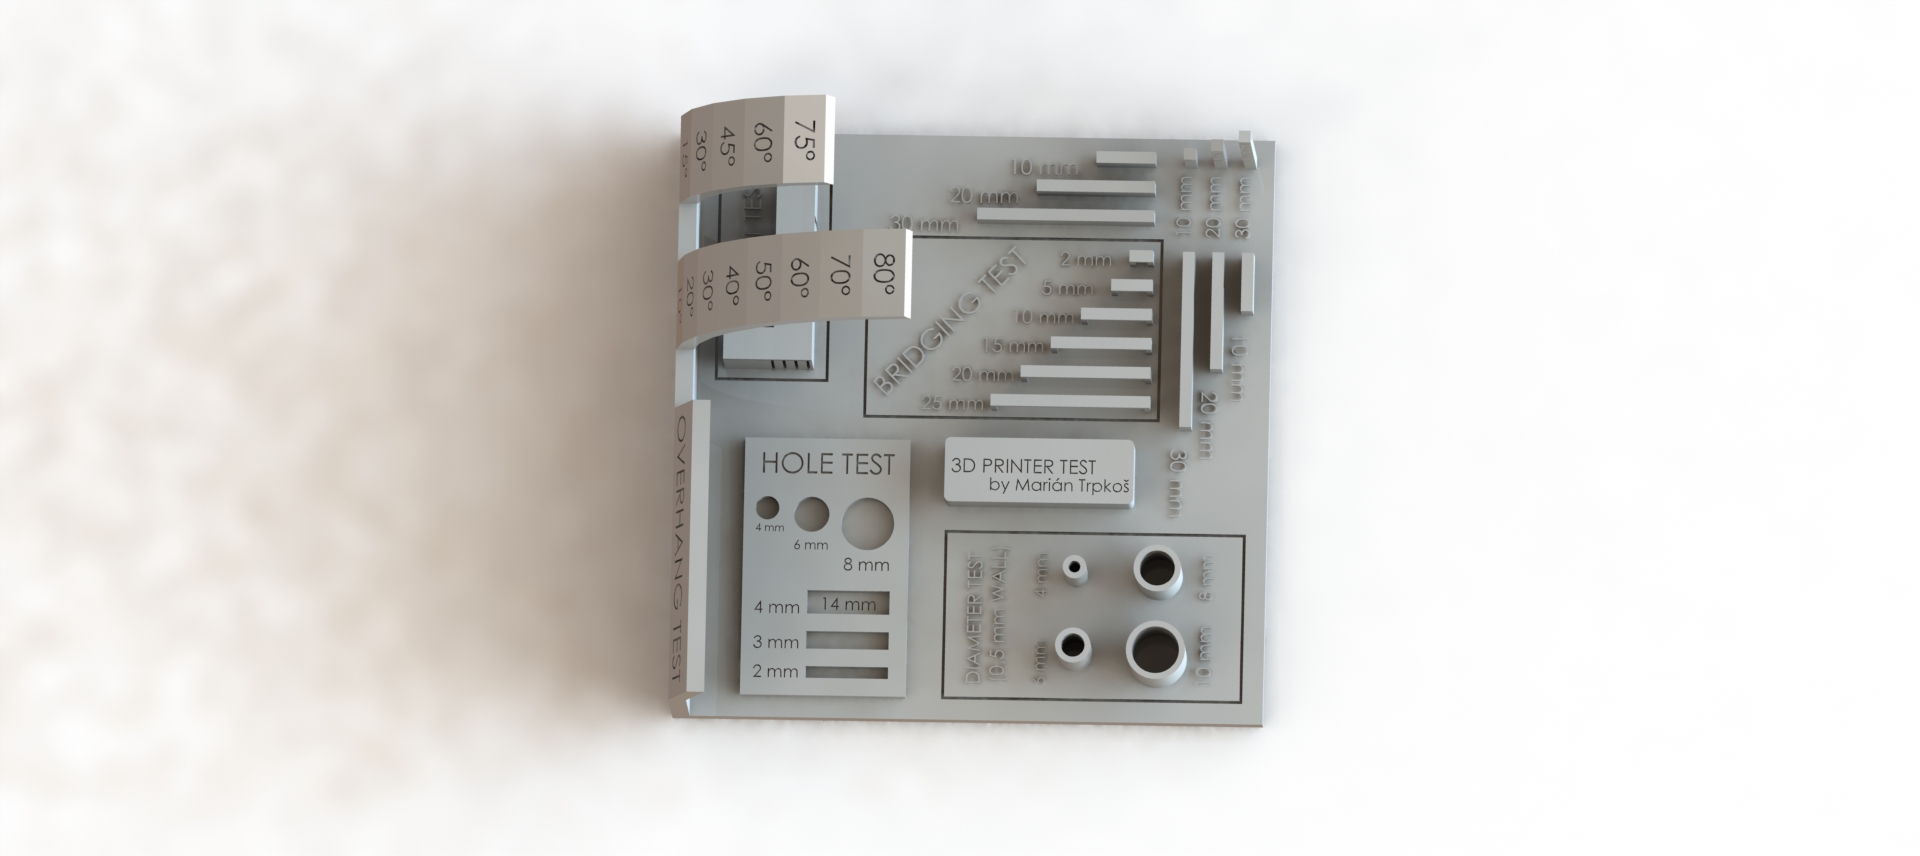 75°
60°
45°
30°
80°
70°
60°
50°
40°
30°
20°
OVERHANG TEST
10 mm
20 mm
30 mm
10 mm
20 mm
30 mm
BRIDGING TEST
2 mm
5 mm
10 mm
15 mm
20 mm
25 mm
10 mm
20 mm
30 mm
HOLE TEST
4 mm
6 mm
8 mm
4 mm
14 mm
3 mm
2 mm
3D PRINTER TEST
by Marián Trpkoš
DIAMETER TEST
(0,5 mm WALL)
4 mm
8 mm
6 mm
10 mm